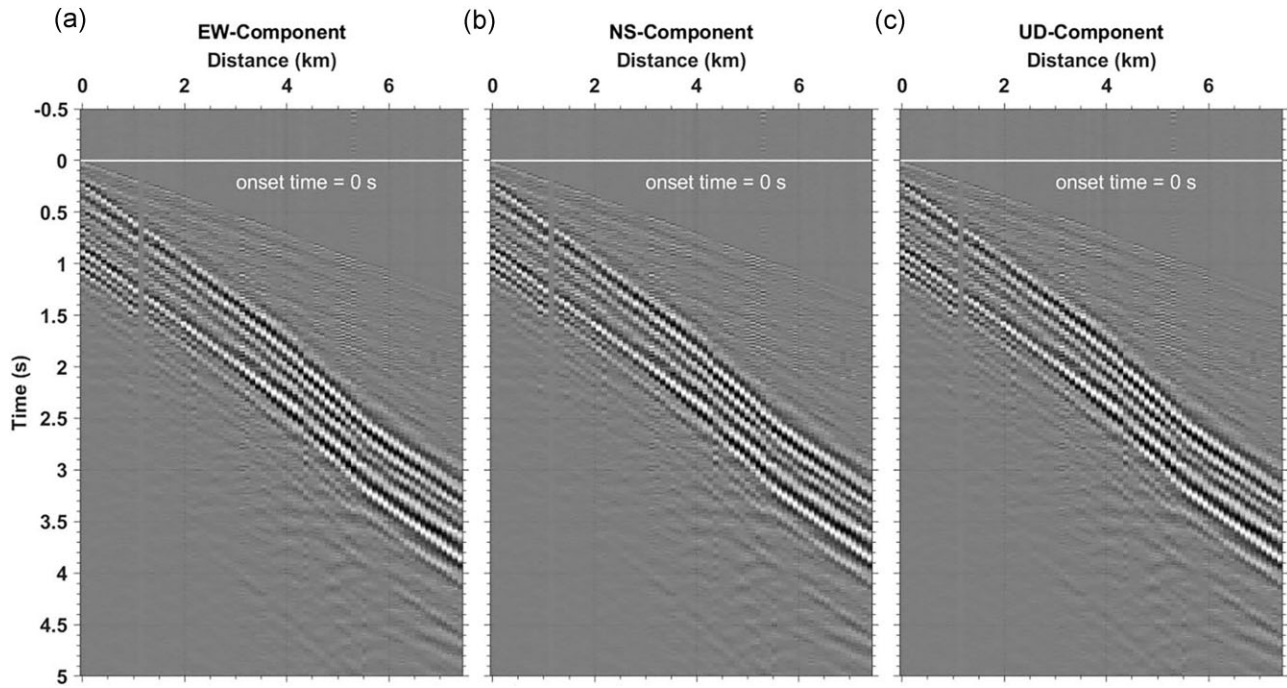 (a)
EW-Component
Distance (km)
0 2 4 6
(b)
NS-Component
Distance (km)
0 2 4 6
(c)
UD-Component
Distance (km)
0 2 4 6
Time (s)
-0.5
0
0.5
1
1.5
2
2.5
3
3.5
4
4.5
5
onset time = 0 s
onset time = 0 s
onset time = 0 s